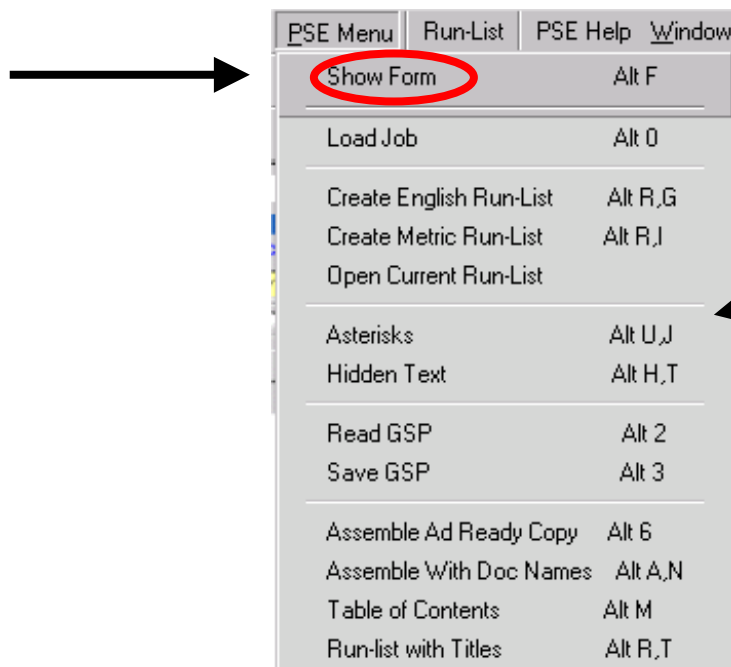 PSE Menu Run-List PSE Help Window
Show Form Alt F
Load Job Alt 0
Create English Run-List Alt R,G
Create Metric Run-List Alt R,I
Open Current Run-List
Asterisks Alt U,J
Hidden Text Alt H,T
Read GSP Alt 2
Save GSP Alt 3
Assemble Ad Ready Copy Alt 6
Assemble With Doc Names Alt A,N
Table of Contents Alt M
Run-list with Titles Alt R,T